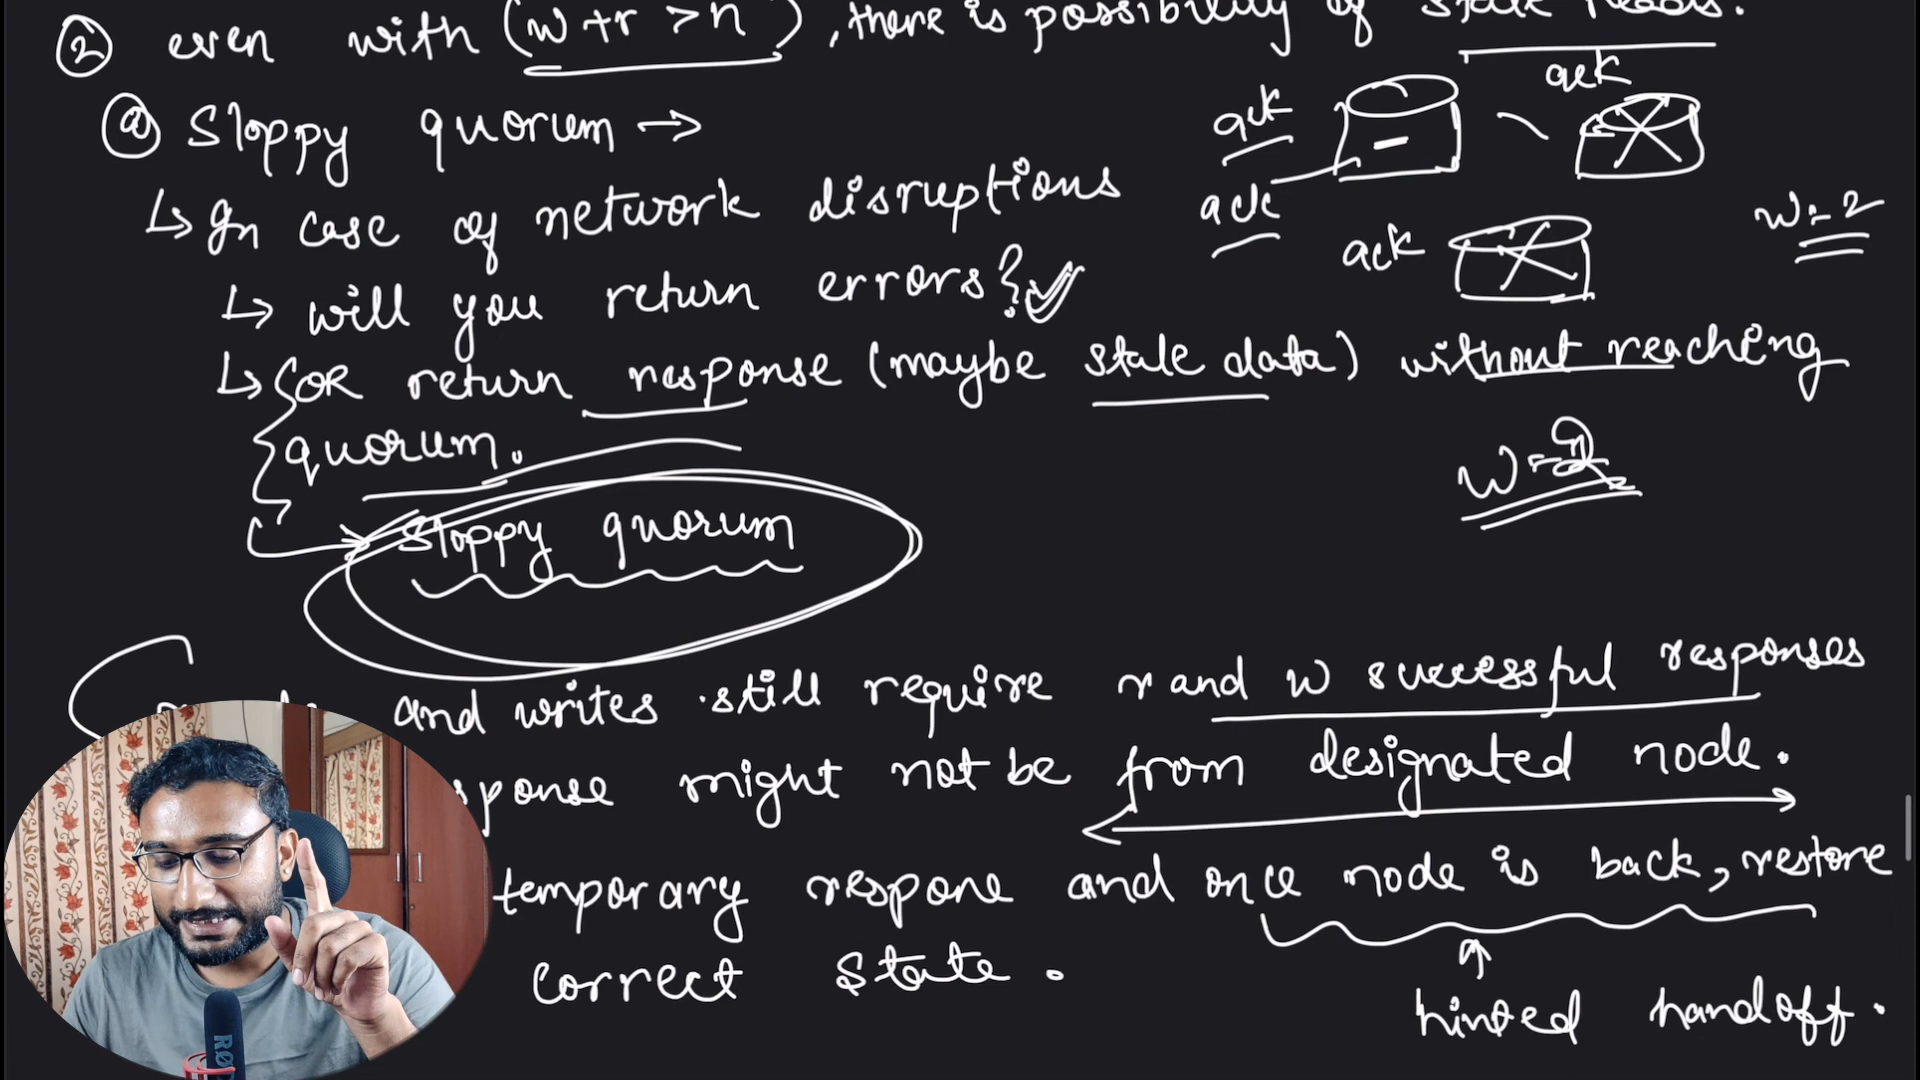 ② even with (w+r>n), there is possibility of stale reads.
ⓐ Sloppy quorum →
↳ In case of network disruptions
↳ will you return errors?
↳ OR return response (maybe stale data) without reaching
quorum.
sloppy quorum
ack
ack
ack
ack
w=2
w=2
and writes still require r and w successful responses
might not be from designated node.
temporary respone and once node is back, restore
correct state.
↑
hinted handoff.
RØ